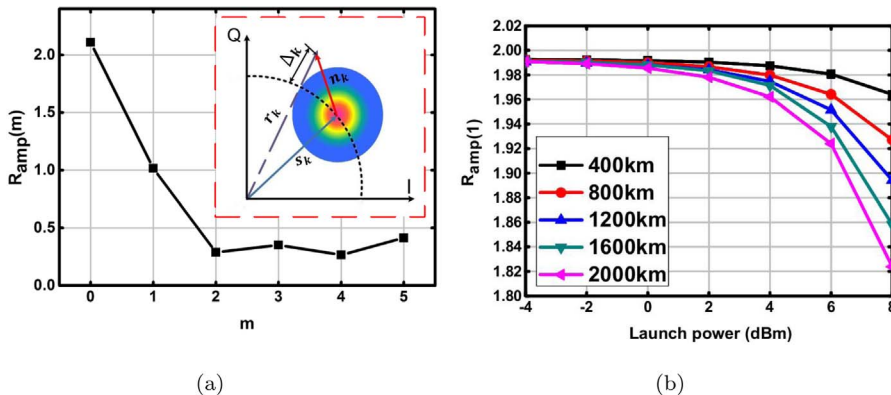 R_amp(m)
2.0
1.5
1.0
0.5
0.0
0 1 2 3 4 5
m
Q
Δk
nk
rk
sk
I
(a)
R_amp(1)
2.02
2.00
1.98
1.96
1.94
1.92
1.90
1.88
1.86
1.84
1.82
1.80
400km
800km
1200km
1600km
2000km
-4 -2 0 2 4 6 8
Launch power (dBm)
(b)